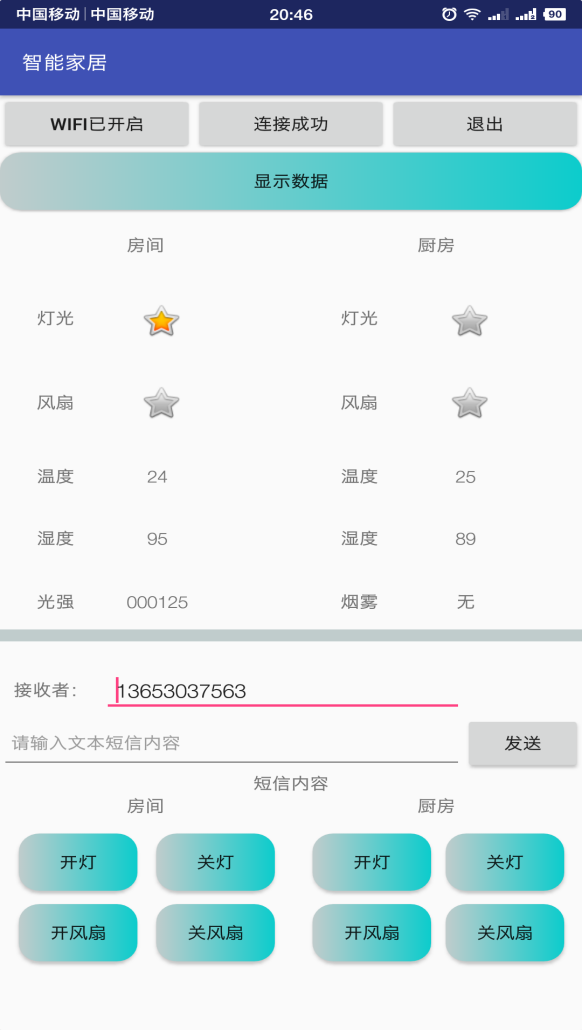 中国移动 中国移动 20:46 90
智能家居
WIFI已开启 连接成功 退出
显示数据
房间 厨房
灯光 灯光
风扇 风扇
温度 24 温度 25
湿度 95 湿度 89
光强 000125 烟雾 无
接收者: 13653037563
请输入文本短信内容 发送
短信内容
房间 厨房
开灯 关灯 开灯 关灯
开风扇 关风扇 开风扇 关风扇